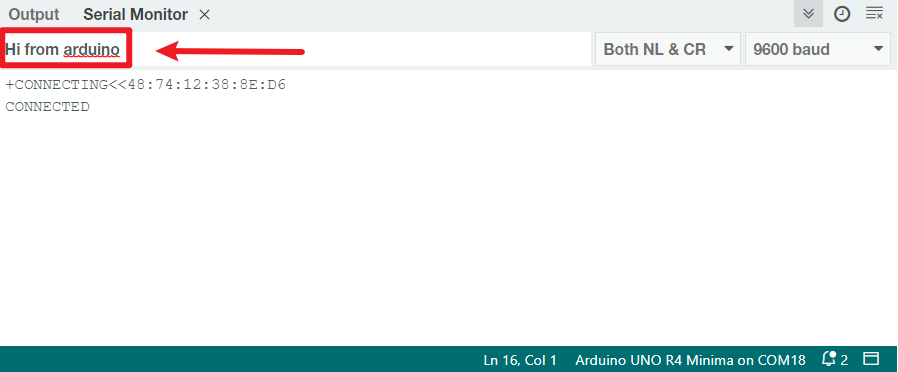 Output Serial Monitor
Hi from arduino Both NL & CR 9600 baud
+CONNECTING<<48:74:12:38:8E:D6
CONNECTED
Ln 16, Col 1 Arduino UNO R4 Minima on COM18 2